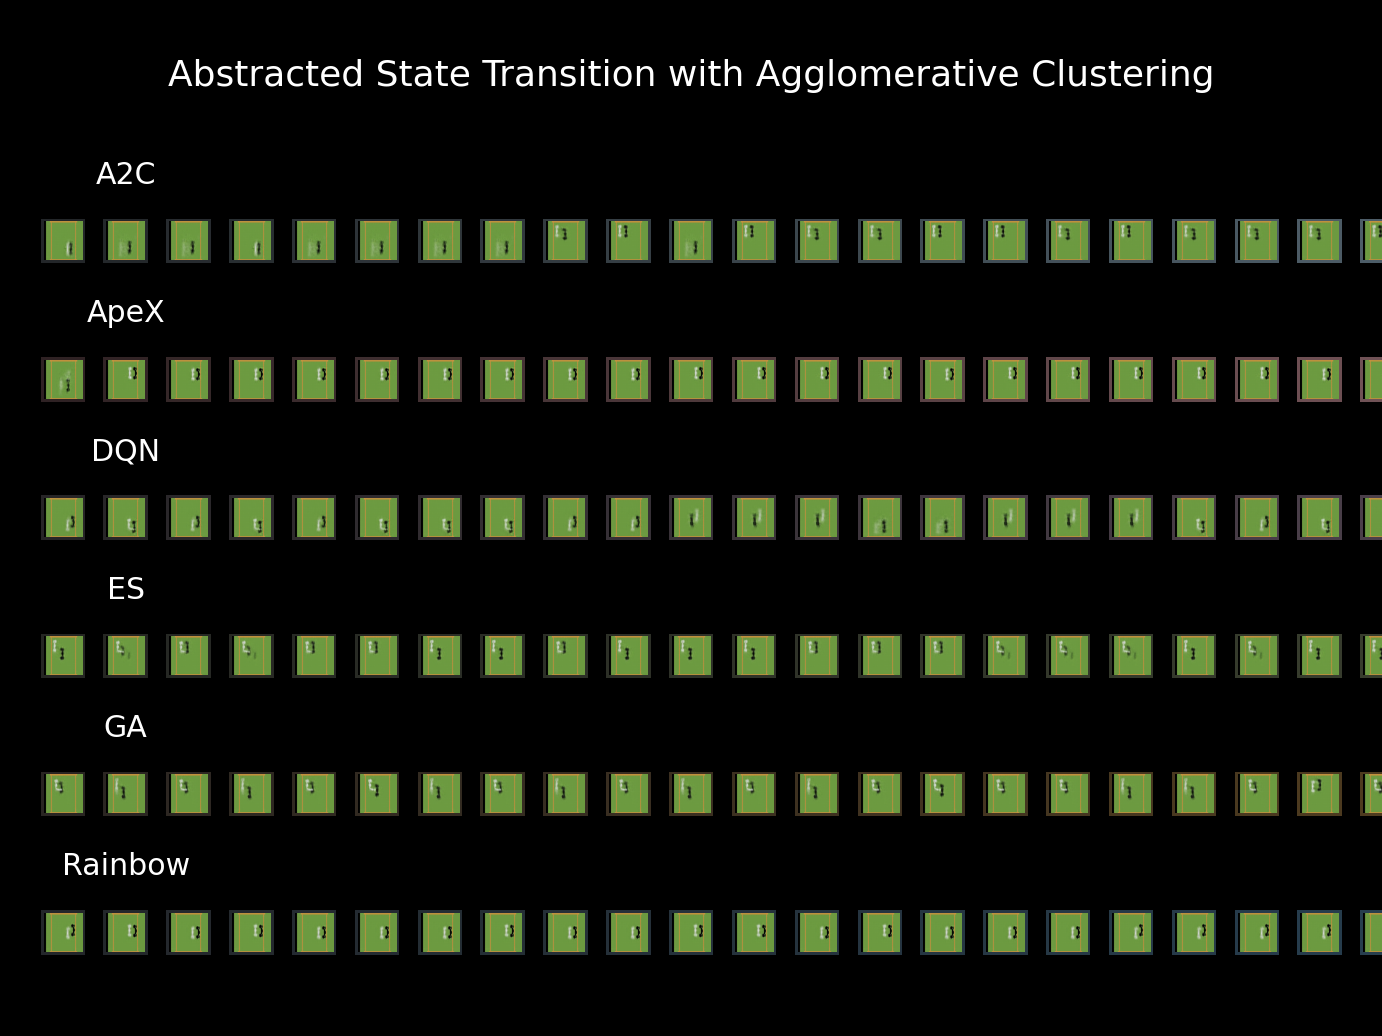 Abstracted State Transition with Agglomerative Clustering
A2C
ApeX
DQN
ES
GA
Rainbow